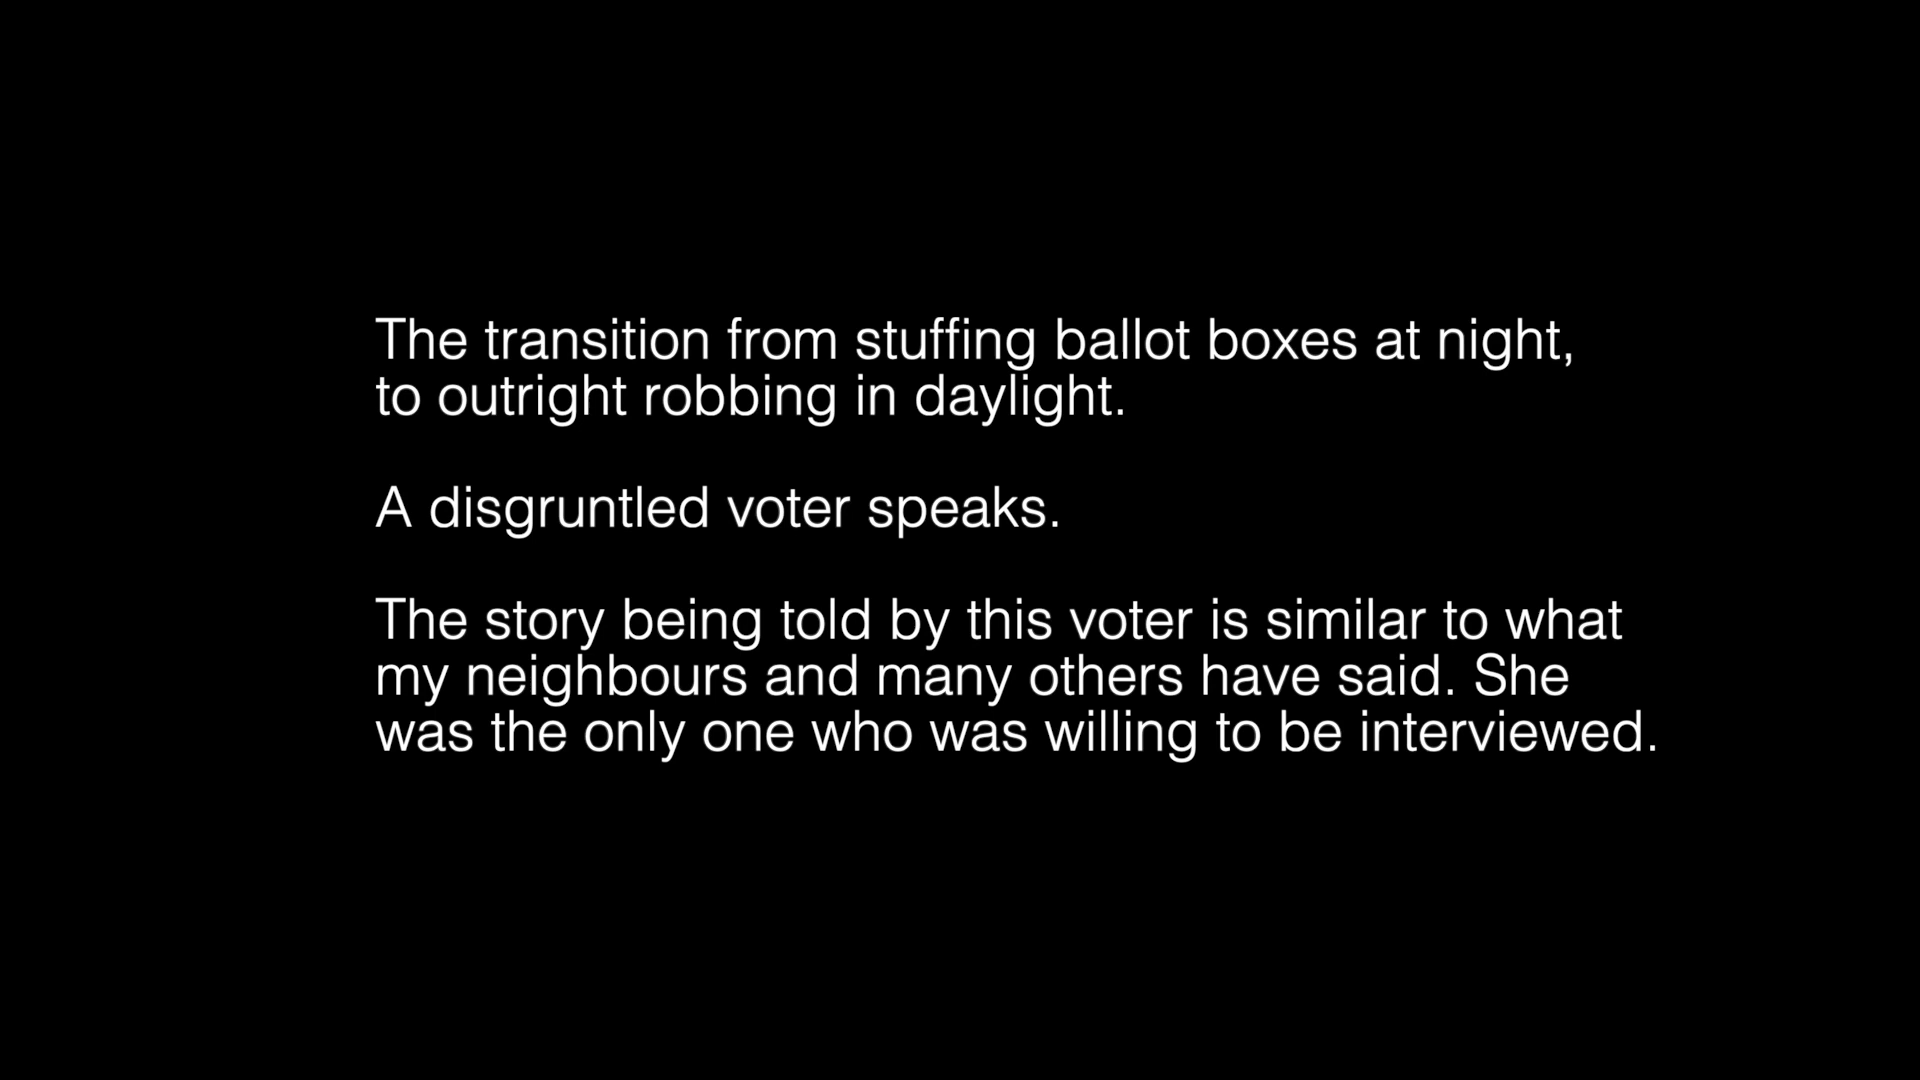 The transition from stuffing ballot boxes at night,
to outright robbing in daylight.
A disgruntled voter speaks.
The story being told by this voter is similar to what
my neighbours and many others have said. She
was the only one who was willing to be interviewed.